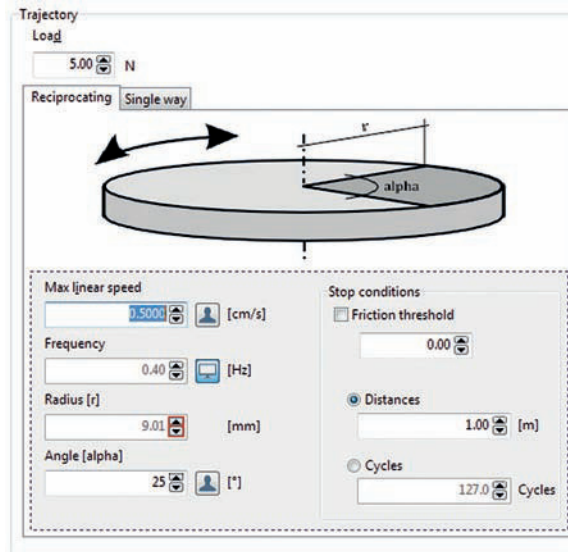 Trajectory
Load
5.00 N
Reciprocating Single way
r
alpha
Max linear speed
0.5000 [cm/s]
Frequency
0.40 [Hz]
Radius [r]
9.01 [mm]
Angle [alpha]
25 [°]
Stop conditions
Friction threshold
0.00
Distances
1.00 [m]
Cycles
127.0 Cycles